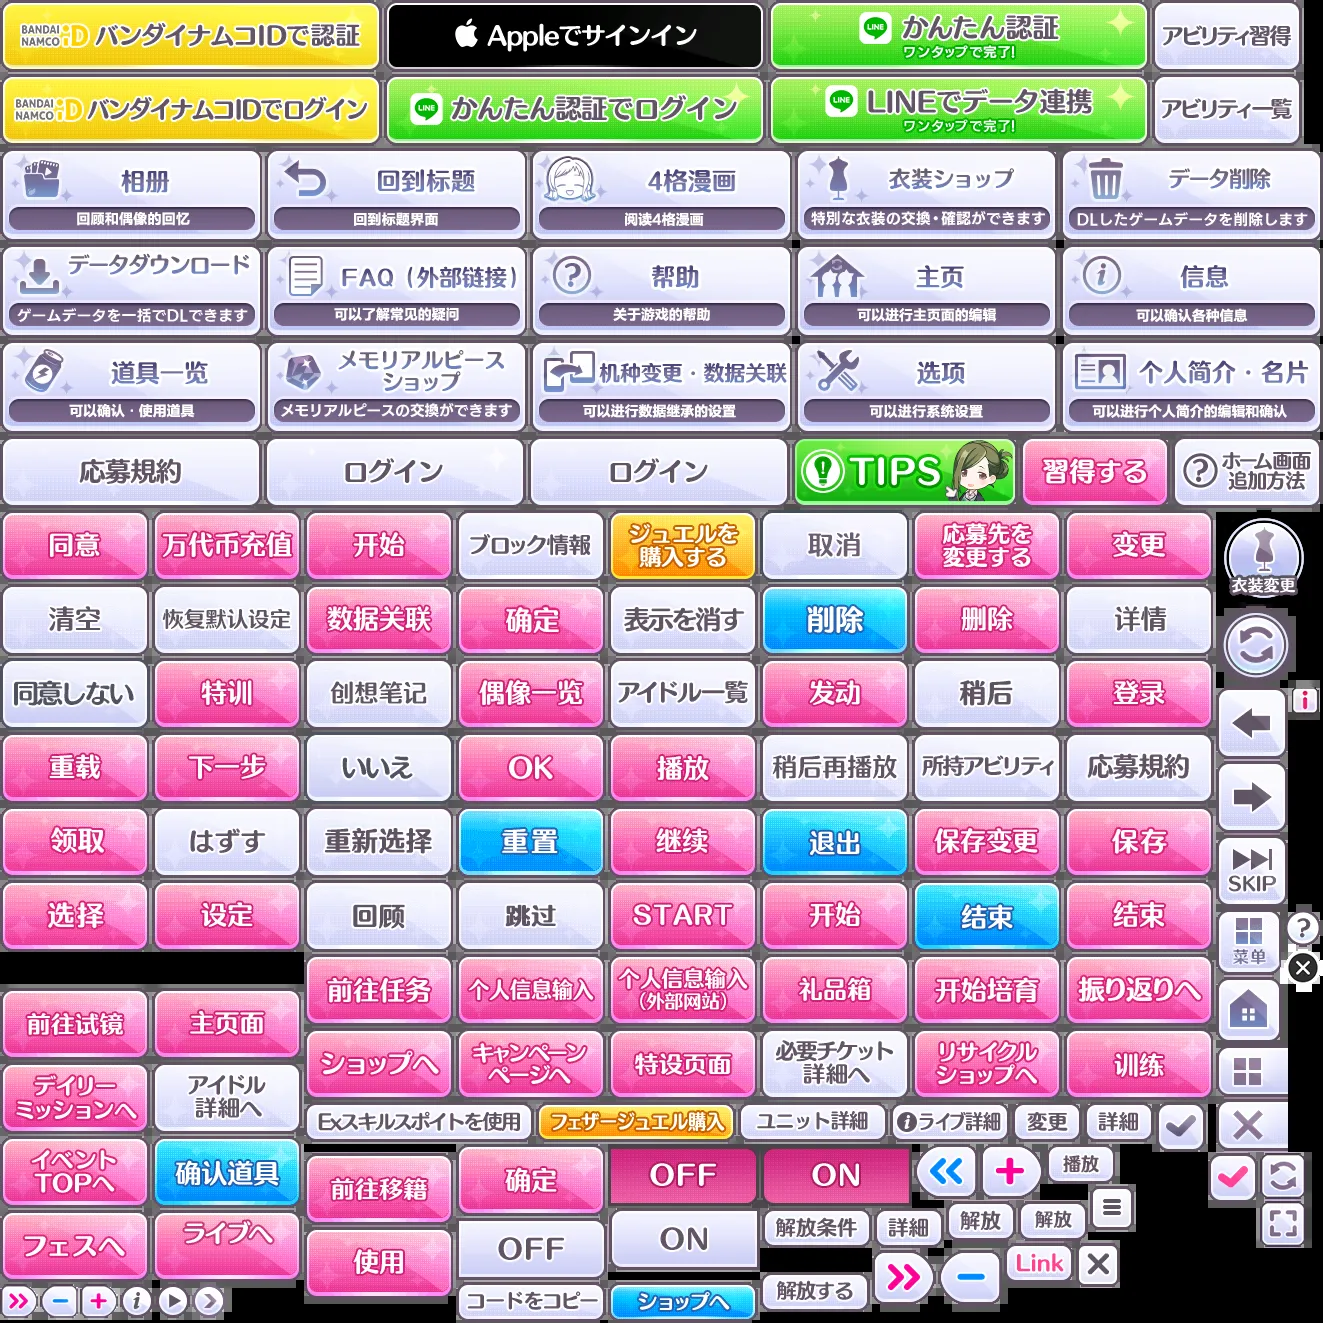 BANDAI NAMCO iD バンダイナムコIDで認証
Appleでサインイン
LINE かんたん認証
ワンタップで完了!
アビリティ習得
BANDAI NAMCO iD バンダイナムコIDでログイン
LINE かんたん認証でログイン
LINE LINEでデータ連携
ワンタップで完了!
アビリティ一覧
相册
回顾和偶像的回忆
回到标题
回到标题界面
4格漫画
阅读4格漫画
衣装ショップ
特別な衣装の交換・確認ができます
データ削除
DLしたゲームデータを削除します
データダウンロード
ゲームデータを一括でDLできます
FAQ（外部链接）
可以了解常见的疑问
帮助
关于游戏的帮助
主页
可以进行主页面的编辑
信息
可以确认各种信息
道具一览
可以确认·使用道具
メモリアルピース
ショップ
メモリアルピースの交換ができます
机种变更·数据关联
可以进行数据继承的设置
选项
可以进行系统设置
个人简介·名片
可以进行个人简介的编辑和确认
応募規約
ログイン
ログイン
TIPS
習得する
ホーム画面
追加方法
同意
万代币充值
开始
ブロック情報
ジュエルを
購入する
取消
応募先を
変更する
变更
衣装変更
清空
恢复默认设定
数据关联
确定
表示を消す
削除
删除
详情
同意しない
特训
创想笔记
偶像一览
アイドル一覧
发动
稍后
登录
重载
下一步
いいえ
OK
播放
稍后再播放
所持アビリティ
応募規約
领取
はずす
重新选择
重置
继续
退出
保存变更
保存
SKIP
选择
设定
回顾
跳过
START
开始
结束
结束
菜单
前往任务
个人信息输入
个人信息输入
（外部网站）
礼品箱
开始培育
振り返りへ
前往试镜
主页面
ショップへ
キャンペーン
ページへ
特设页面
必要チケット
詳細へ
リサイクル
ショップへ
训练
デイリー
ミッションへ
アイドル
詳細へ
Exスキルスポイトを使用
フェザージュエル購入
ユニット詳細
ライブ詳細
変更
詳細
イベント
TOPへ
确认道具
前往移籍
确定
OFF
ON
播放
フェスへ
ライブへ
使用
OFF
ON
解放条件
詳細
解放
解放
Link
コードをコピー
ショップへ
解放する